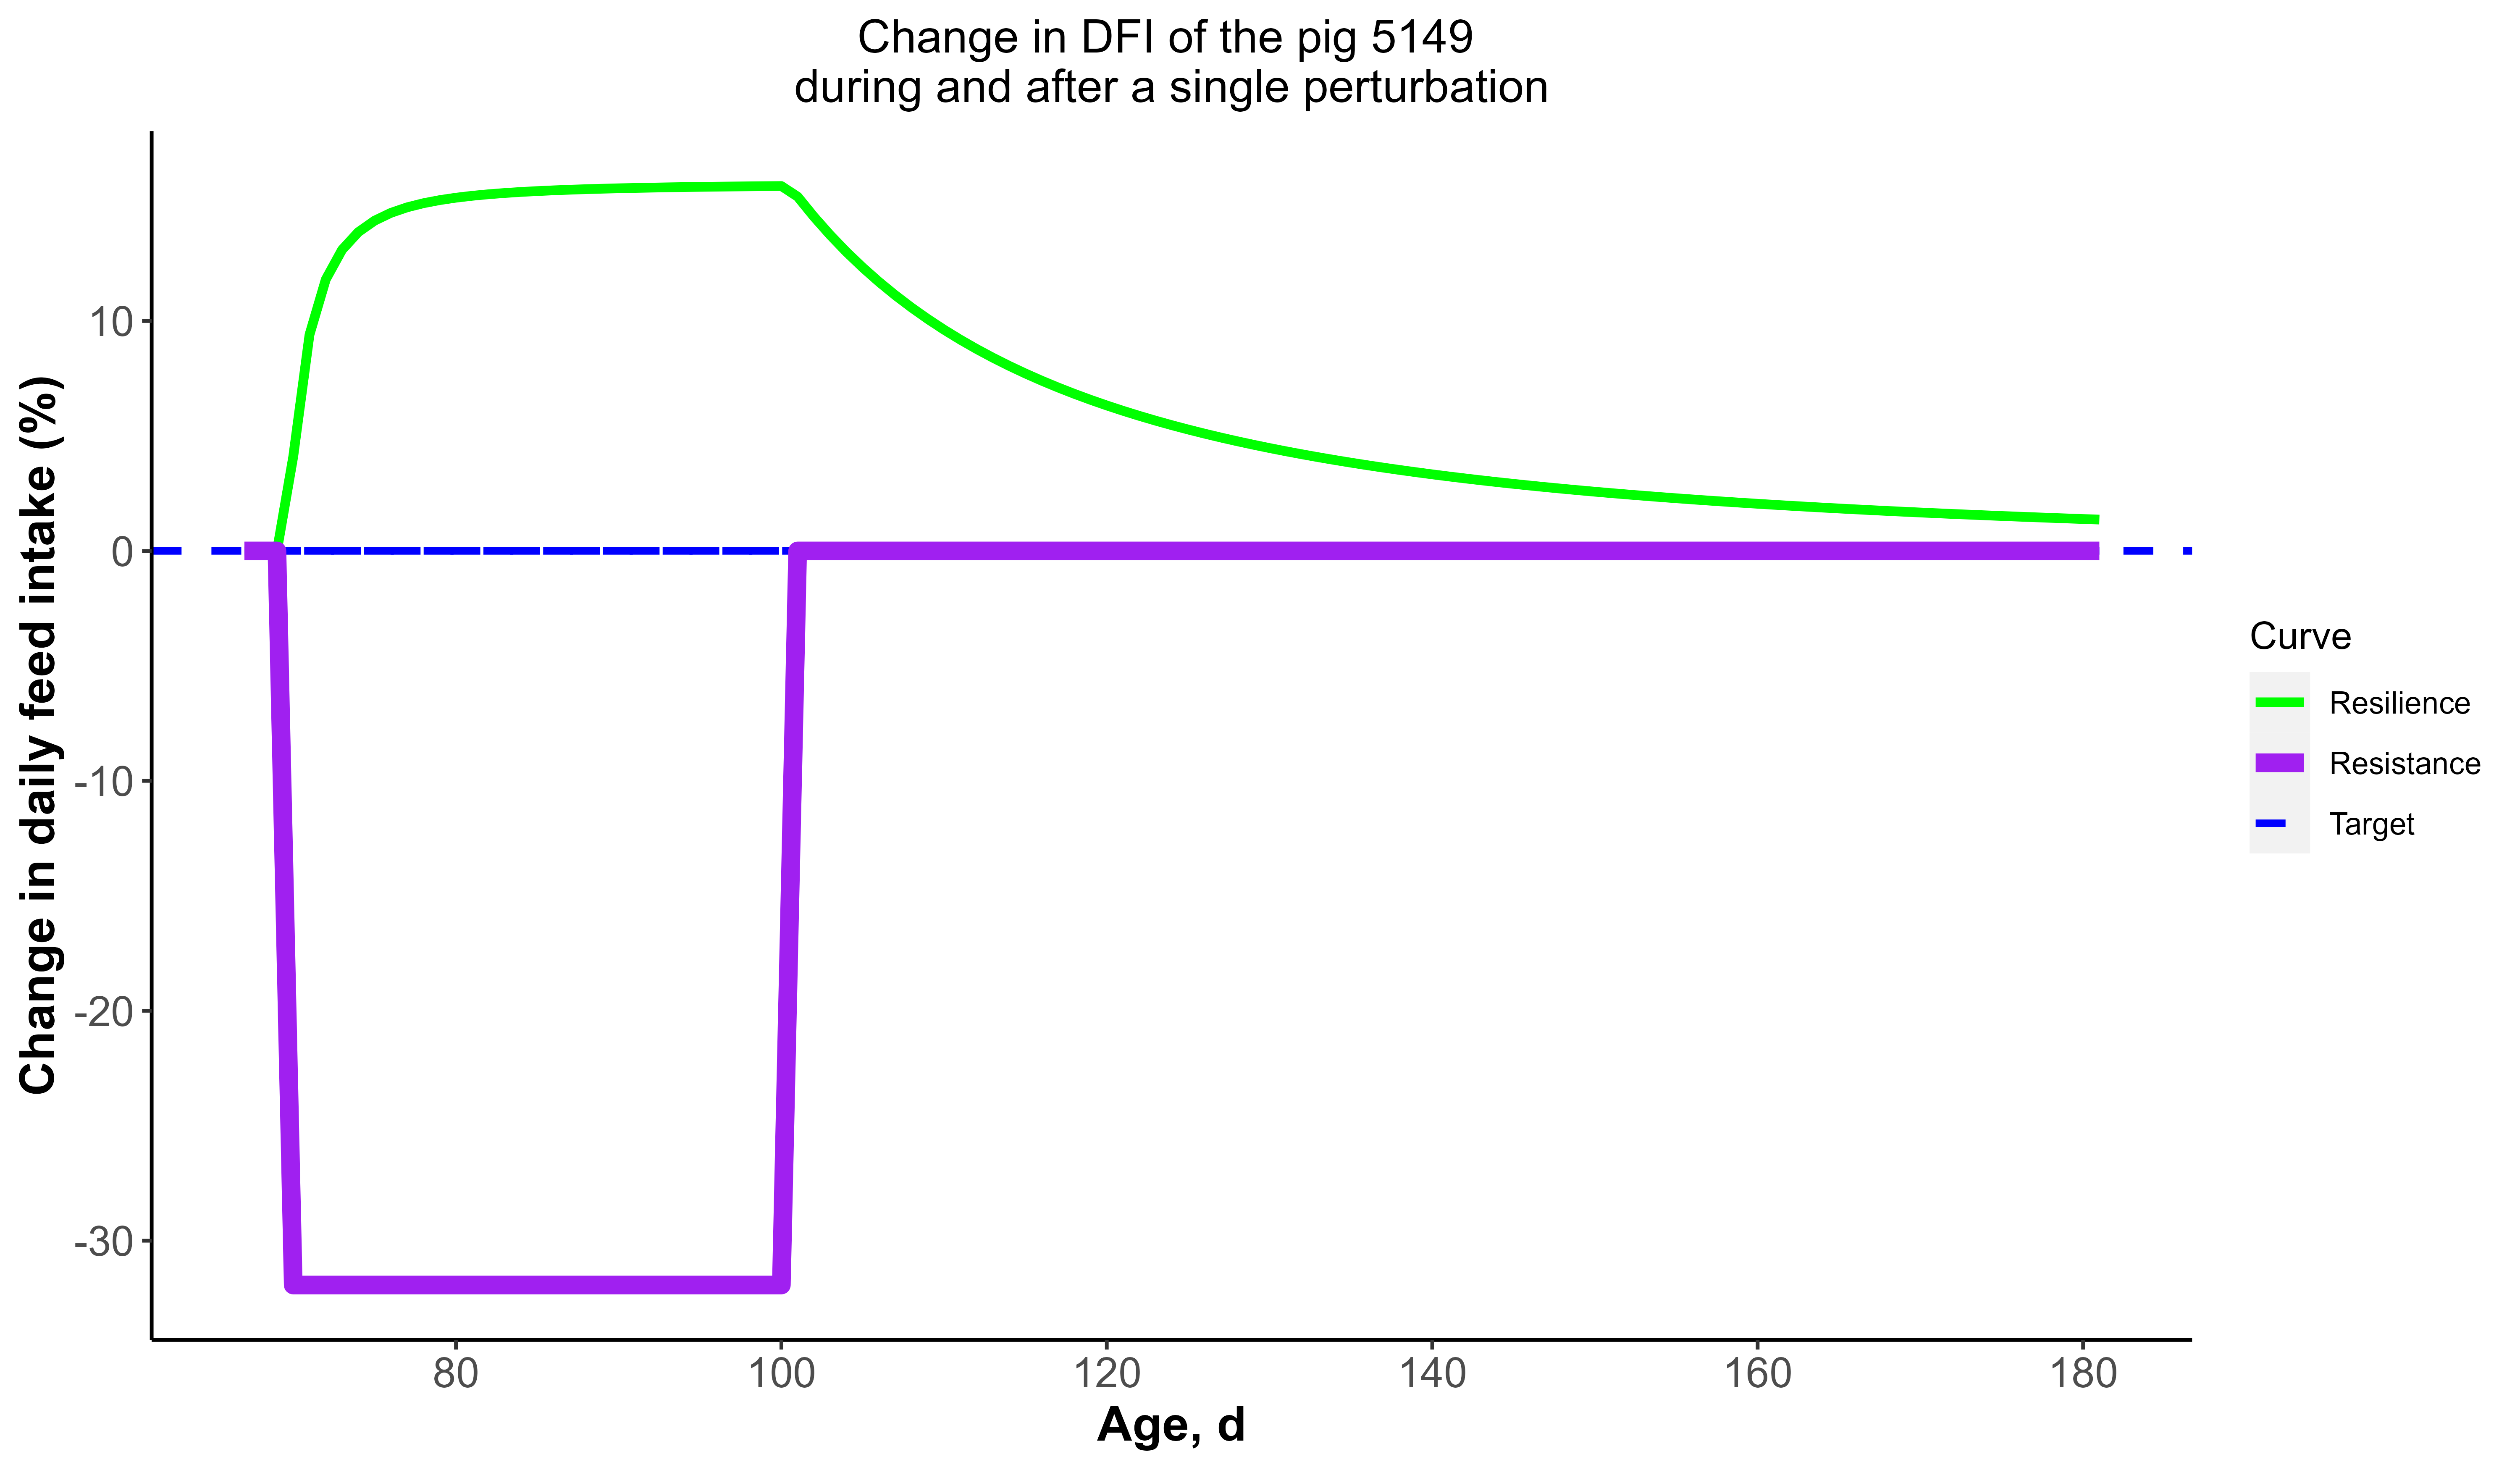 Change in DFI of the pig 5149
during and after a single perturbation
Change in daily feed intake (%)
10
0
-10
-20
-30
80
100
120
140
160
180
Age, d
Curve
Resilience
Resistance
Target